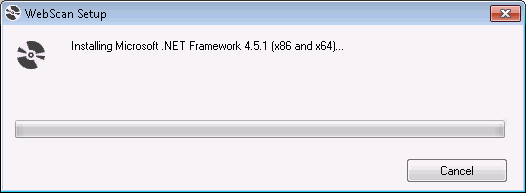 WebScan Setup
Installing Microsoft .NET Framework 4.5.1 (x86 and x64)...
Cancel